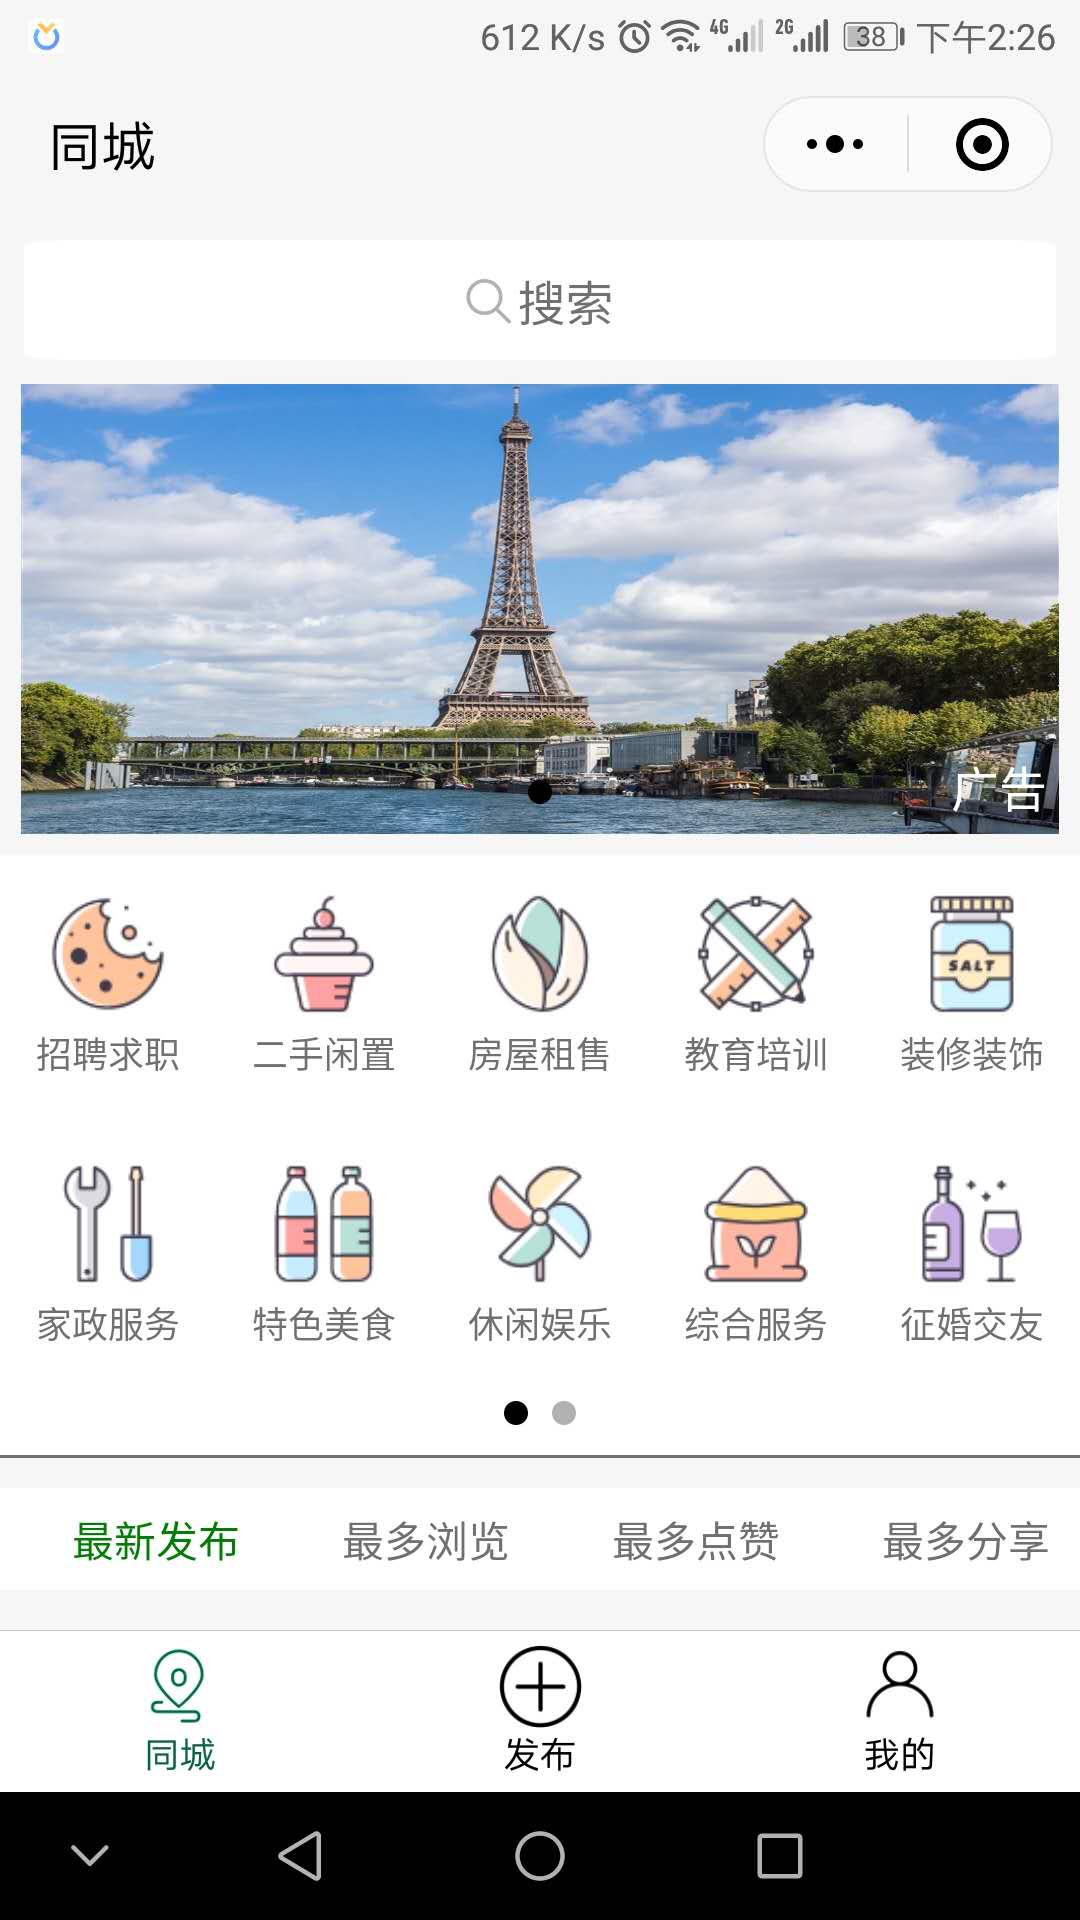 612 K/s 4G 2G 38 下午2:26
同城
搜索
广告
SALT
招聘求职 二手闲置 房屋租售 教育培训 装修装饰
家政服务 特色美食 休闲娱乐 综合服务 征婚交友
最新发布 最多浏览 最多点赞 最多分享
同城 发布 我的